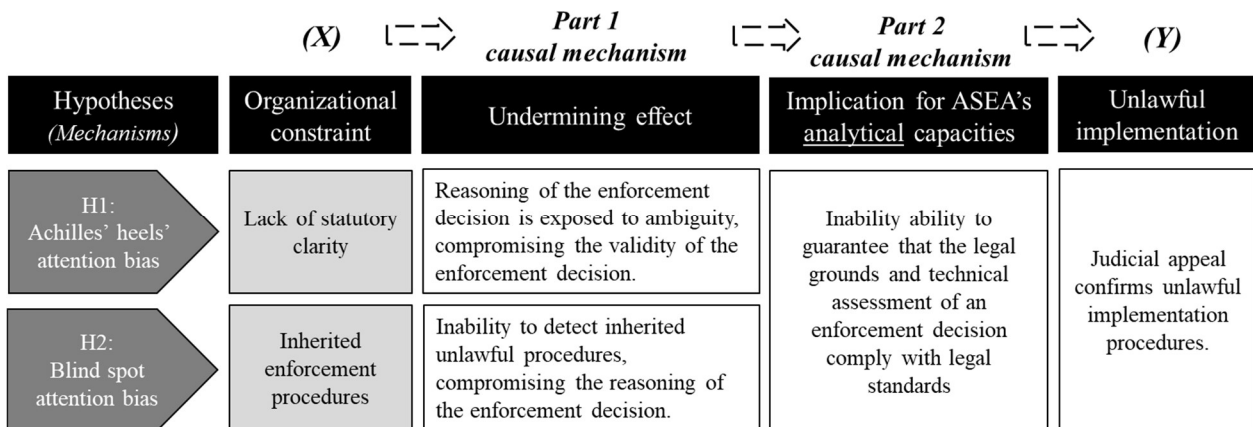 (X)
Part 1
causal mechanism
Part 2
causal mechanism
(Y)
Hypotheses
(Mechanisms)
Organizational
constraint
Undermining effect
Implication for ASEA's
analytical capacities
Unlawful
implementation
H1:
Achilles' heels'
attention bias
Lack of statutory
clarity
Reasoning of the enforcement
decision is exposed to ambiguity,
compromising the validity of the
enforcement decision.
H2:
Blind spot
attention bias
Inherited
enforcement
procedures
Inability to detect inherited
unlawful procedures,
compromising the reasoning of
the enforcement decision.
Inability ability to
guarantee that the legal
grounds and technical
assessment of an
enforcement decision
comply with legal
standards
Judicial appeal
confirms unlawful
implementation
procedures.